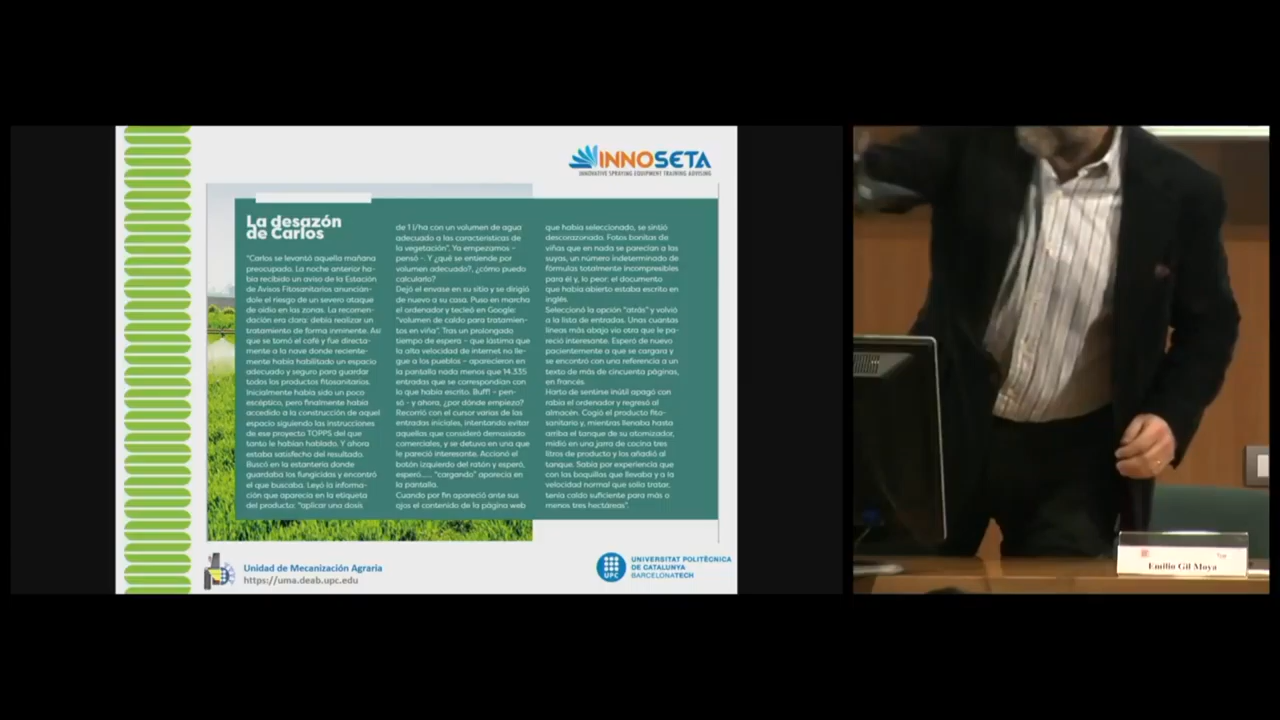 INNOSETA
INNOVATIVE SPRAYING EQUIPMENT TRAINING ADVISING
La desazón
de Carlos
“Carlos se levantó aquella mañana
preocupado. La noche anterior ha-
bía recibido un aviso de la Estación
de Avisos Fitosanitarios anuncián-
dole el riesgo de un severo ataque
de oídio en las zonas. La recomen-
dación era clara: debía realizar un
tratamiento de forma inminente. Así
que se tomó el café y fue directa-
mente a la nave donde reciente-
mente había habilitado un espacio
adecuado y seguro para guardar
todos los productos fitosanitarios.
Inicialmente había sido un poco
escéptico, pero finalmente había
accedido a la construcción de aquel
espacio siguiendo las instrucciones
de ese proyecto TOPPS del que
tanto le habían hablado. Y ahora
estaba satisfecho del resultado.
Buscó en la estantería donde
guardaba los fungicidas y encontró
el que buscaba. Leyó la informa-
ción que aparecía en la etiqueta
del producto: “aplicar una dosis
de 1 l/ha con un volumen de agua
adecuado a las características de
la vegetación”. Ya empezamos –
pensó -. Y ¿qué se entiende por
volumen adecuado?, ¿cómo puedo
calcularlo?
Dejó el envase en su sitio y se dirigió
de nuevo a su casa. Puso en marcha
el ordenador y tecleó en Google:
“volumen de caldo para tratamien-
tos en viña”. Tras un prolongado
tiempo de espera – que lástima que
la alta velocidad de internet no lle-
gue a los pueblos – aparecieron en
la pantalla nada menos que 14.335
entradas que se correspondían con
lo que había escrito. Buff! – pen-
só - y ahora, ¿por dónde empiezo?
Recorrió con el cursor varias de las
entradas iniciales, intentando evitar
aquellas que consideró demasiado
comerciales, y se detuvo en una que
le pareció interesante. Accionó el
botón izquierdo del ratón y esperó,
esperó..... “cargando” aparecía en
la pantalla.
Cuando por fin apareció ante sus
ojos el contenido de la página web
que había seleccionado, se sintió
descorazonado. Fotos bonitas de
viñas que en nada se parecían a las
suyas, un número indeterminado de
fórmulas totalmente incompresibles
para él y, lo peor: el documento
que había abierto estaba escrito en
inglés.
Seleccionó la opción “atrás” y volvió
a la lista de entradas. Unas cuántas
líneas más abajo vio otra que le pa-
reció interesante. Esperó de nuevo
pacientemente a que se cargara y
se encontró con una referencia a un
texto de más de cincuenta páginas,
en francés.
Harto de sentirse inútil apagó con
rabia el ordenador y regresó al
almacén. Cogió el producto fito-
sanitario y, mientras llenaba hasta
arriba el tanque de su atomizador,
midió en una jarra de cocina tres
litros de producto y los añadió al
tanque. Sabía por experiencia que
con las boquillas que llevaba y a la
velocidad normal que solía tratar,
tenía caldo suficiente para más o
menos tres hectáreas”.
Unidad de Mecanización Agraria
https://uma.deab.upc.edu
UPC
UNIVERSITAT POLITÈCNICA
DE CATALUNYA
BARCELONATECH
Emilio Gil Moya